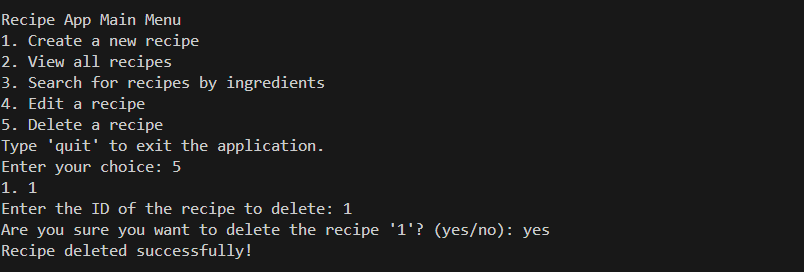 Recipe App Main Menu
1. Create a new recipe
2. View all recipes
3. Search for recipes by ingredients
4. Edit a recipe
5. Delete a recipe
Type 'quit' to exit the application.
Enter your choice: 5
1. 1
Enter the ID of the recipe to delete: 1
Are you sure you want to delete the recipe '1'? (yes/no): yes
Recipe deleted successfully!